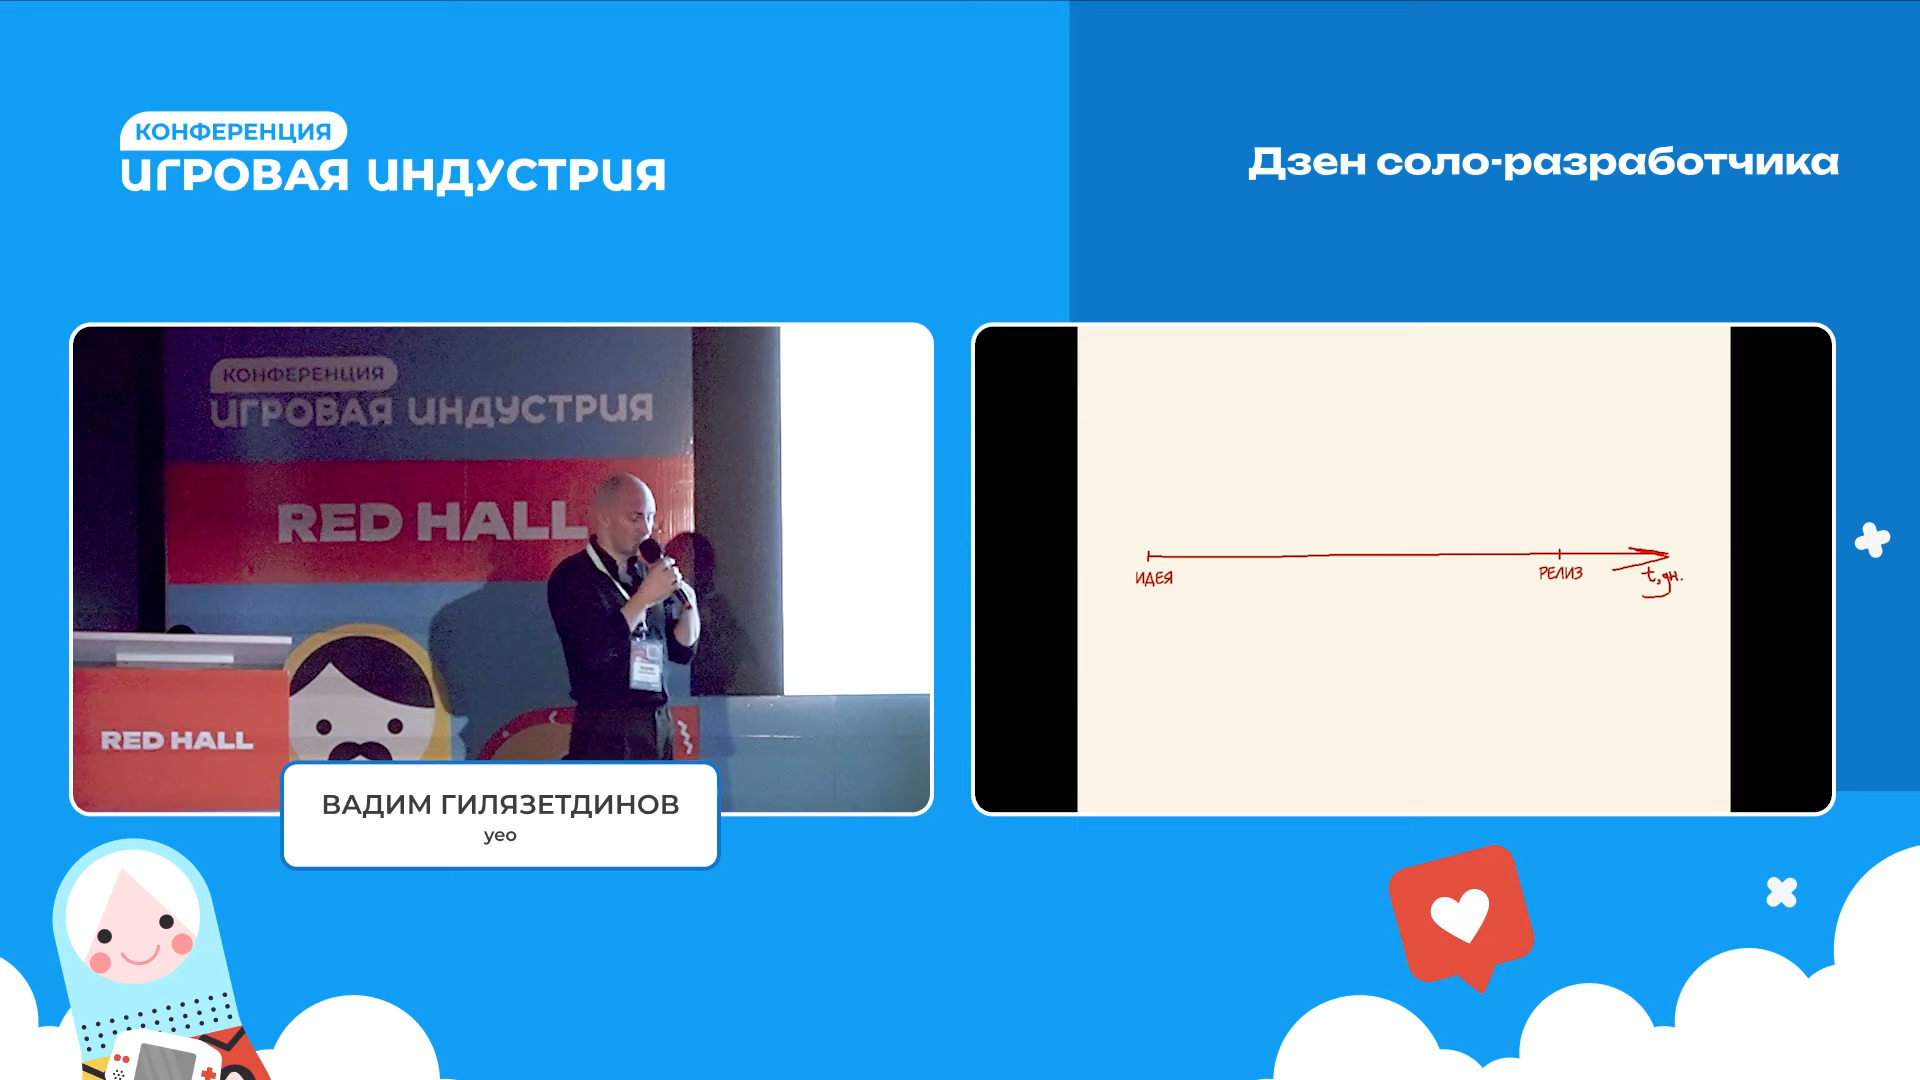 КОНФЕРЕНЦИЯ
ИГРОВАЯ ИНДУСТРИЯ
Дзен соло-разработчика
КОНФЕРЕНЦИЯ
ИГРОВАЯ ИНДУСТРИЯ
RED HALL
RED HALL
ВАДИМ ГИЛЯЗЕТДИНОВ
yeo
ИДЕЯ
РЕЛИЗ
t, дн.